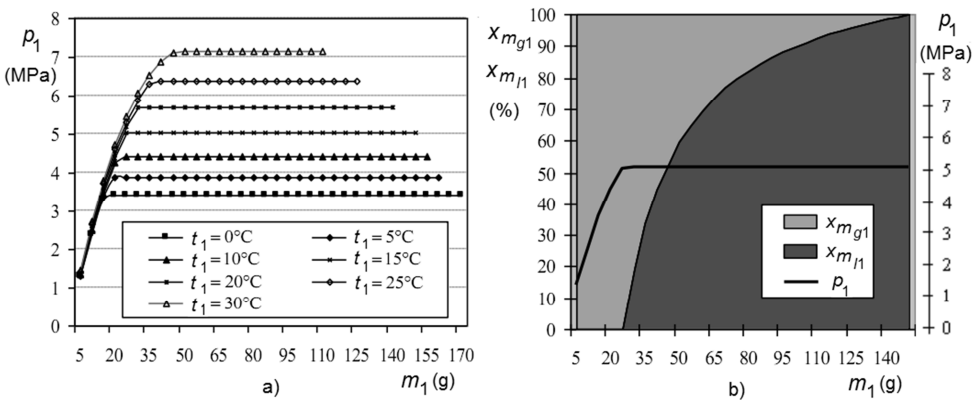 8
7
6
5
4
3
2
1
0
p1
(MPa)
t1=0°C
t1=5°C
t1=10°C
t1=15°C
t1=20°C
t1=25°C
t1=30°C
5 20 35 50 65 80 95 110 125 140 155 170
a)
m1 (g)
100
90
80
70
60
50
40
30
20
10
0
xmg1
xml1
(%)
p1
(MPa)
8
7
6
5
4
3
2
1
0
xmg1
xml1
p1
5 20 35 50 65 80 95 110 125 140
b)
m1 (g)